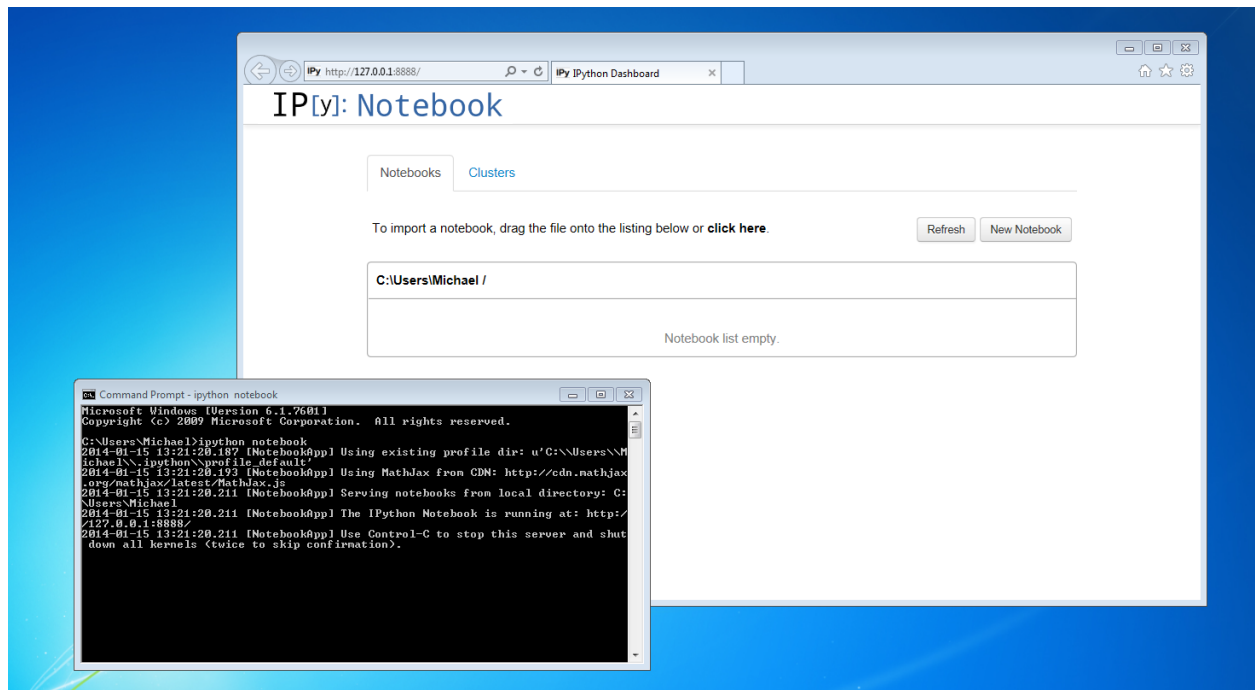 IPy http://127.0.0.1:8888/ IPy IPython Dashboard
IP[y]: Notebook
Notebooks Clusters
To import a notebook, drag the file onto the listing below or click here. Refresh New Notebook
C:\Users\Michael /
Notebook list empty.
Command Prompt - ipython notebook
Microsoft Windows [Version 6.1.7601]
Copyright (c) 2009 Microsoft Corporation. All rights reserved.
C:\Users\Michael>ipython notebook
2014-01-15 13:21:20.187 [NotebookApp] Using existing profile dir: u'C:\\Users\\M
ichael\\.ipython\\profile_default'
2014-01-15 13:21:20.193 [NotebookApp] Using MathJax from CDN: http://cdn.mathjax
.org/mathjax/latest/MathJax.js
2014-01-15 13:21:20.211 [NotebookApp] Serving notebooks from local directory: C:
\Users\Michael
2014-01-15 13:21:20.211 [NotebookApp] The IPython Notebook is running at: http:/
/127.0.0.1:8888/
2014-01-15 13:21:20.211 [NotebookApp] Use Control-C to stop this server and shut
down all kernels (twice to skip confirmation).